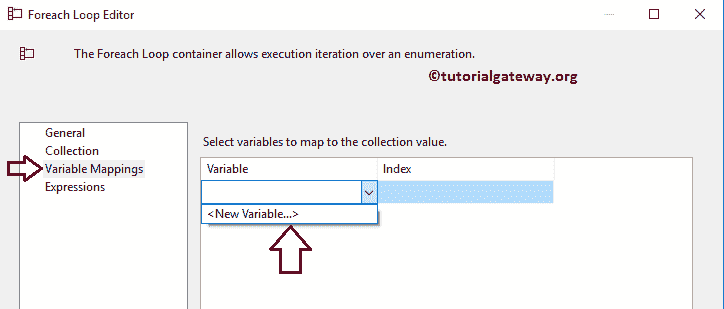 Foreach Loop Editor
The Foreach Loop container allows execution iteration over an enumeration.
©tutorialgateway.org
General
Collection
Variable Mappings
Expressions
Select variables to map to the collection value.
Variable Index
<New Variable...>